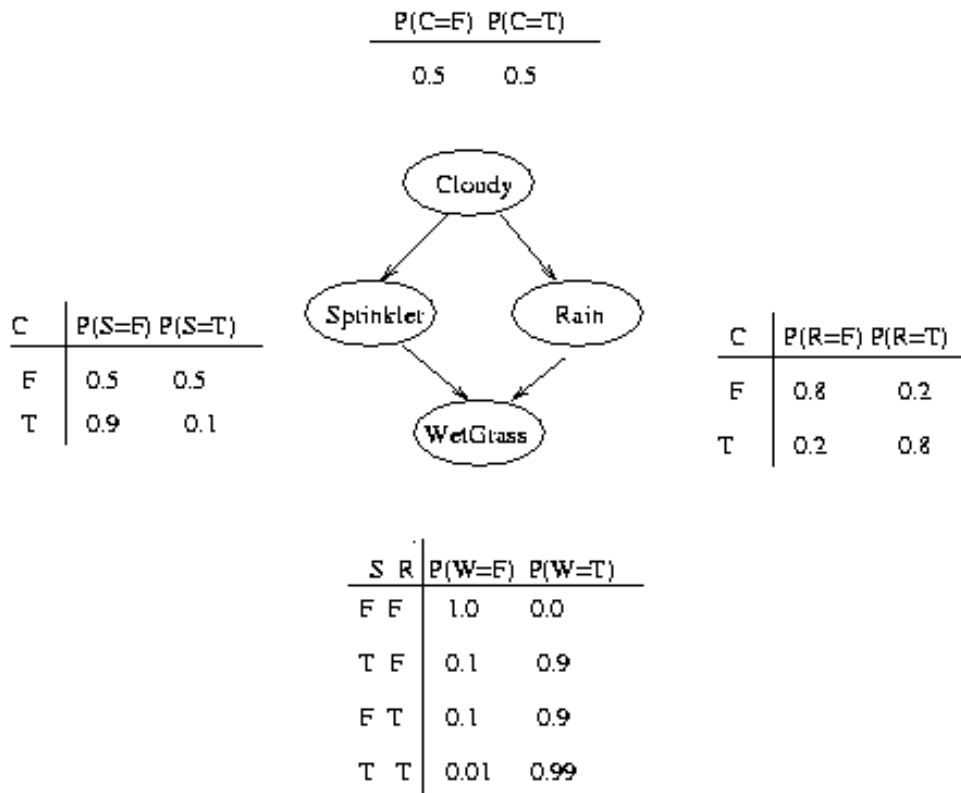 P(C=F) P(C=T)
0.5 0.5
Cloudy
Sprinkler
Rain
C P(S=F) P(S=T)
F 0.5 0.5
T 0.9 0.1
C P(R=F) P(R=T)
F 0.8 0.2
T 0.2 0.8
WetGrass
S R P(W=F) P(W=T)
F F 1.0 0.0
T F 0.1 0.9
F T 0.1 0.9
T T 0.01 0.99